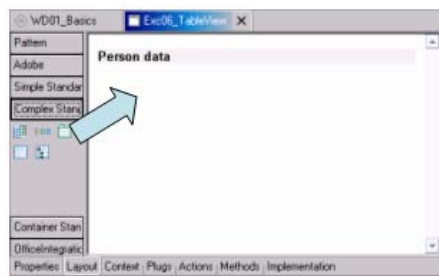 WD01_Basics
Exc06_TableView
Pattern
Adobe
Simple Standar
Complex Stand
Person data
Container Stan
OfficeIntegratic
Properties Layout Context Plugs Actions Methods Implementation